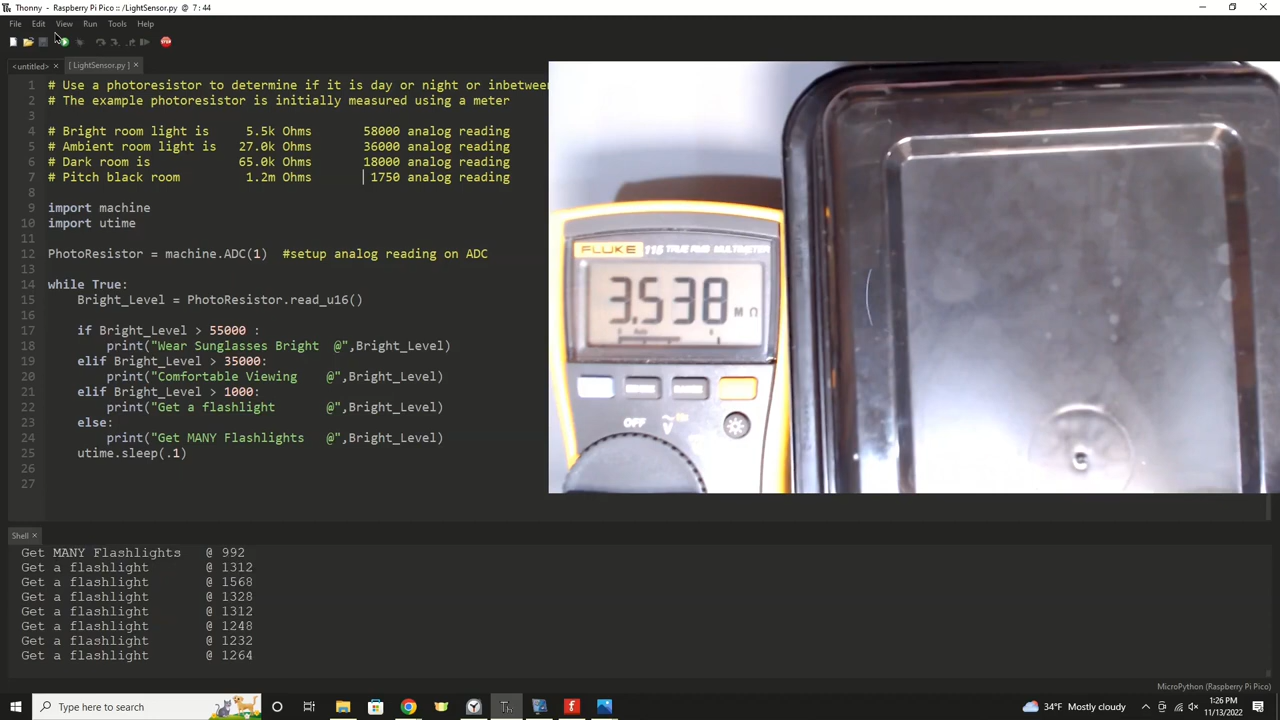 Thonny - Raspberry Pi Pico :: /LightSensor.py @ 7 : 44
File Edit View Run Tools Help
STOP
<untitled> × [ LightSensor.py ] ×
1 # Use a photoresistor to determine if it is day or night or inbetween
2 # The example photoresistor is initially measured using a meter
3
4 # Bright room light is 5.5k Ohms 58000 analog reading
5 # Ambient room light is 27.0k Ohms 36000 analog reading
6 # Dark room is 65.0k Ohms 18000 analog reading
7 # Pitch black room 1.2m Ohms 1750 analog reading
8
9 import machine
10 import utime
11
12 PhotoResistor = machine.ADC(1) #setup analog reading on ADC
13
14 while True:
15 Bright_Level = PhotoResistor.read_u16()
16
17 if Bright_Level > 55000 :
18 print("Wear Sunglasses Bright @",Bright_Level)
19 elif Bright_Level > 35000:
20 print("Comfortable Viewing @",Bright_Level)
21 elif Bright_Level > 1000:
22 print("Get a flashlight @",Bright_Level)
23 else:
24 print("Get MANY Flashlights @",Bright_Level)
25 utime.sleep(.1)
26
27
FLUKE 115 TRUE RMS MULTIMETER
3.538 MΩ
OFF V
Shell ×
Get MANY Flashlights @ 992
Get a flashlight @ 1312
Get a flashlight @ 1568
Get a flashlight @ 1328
Get a flashlight @ 1312
Get a flashlight @ 1248
Get a flashlight @ 1232
Get a flashlight @ 1264
MicroPython (Raspberry Pi Pico)
Type here to search
Th
34°F Mostly cloudy
1:26 PM
11/13/2022